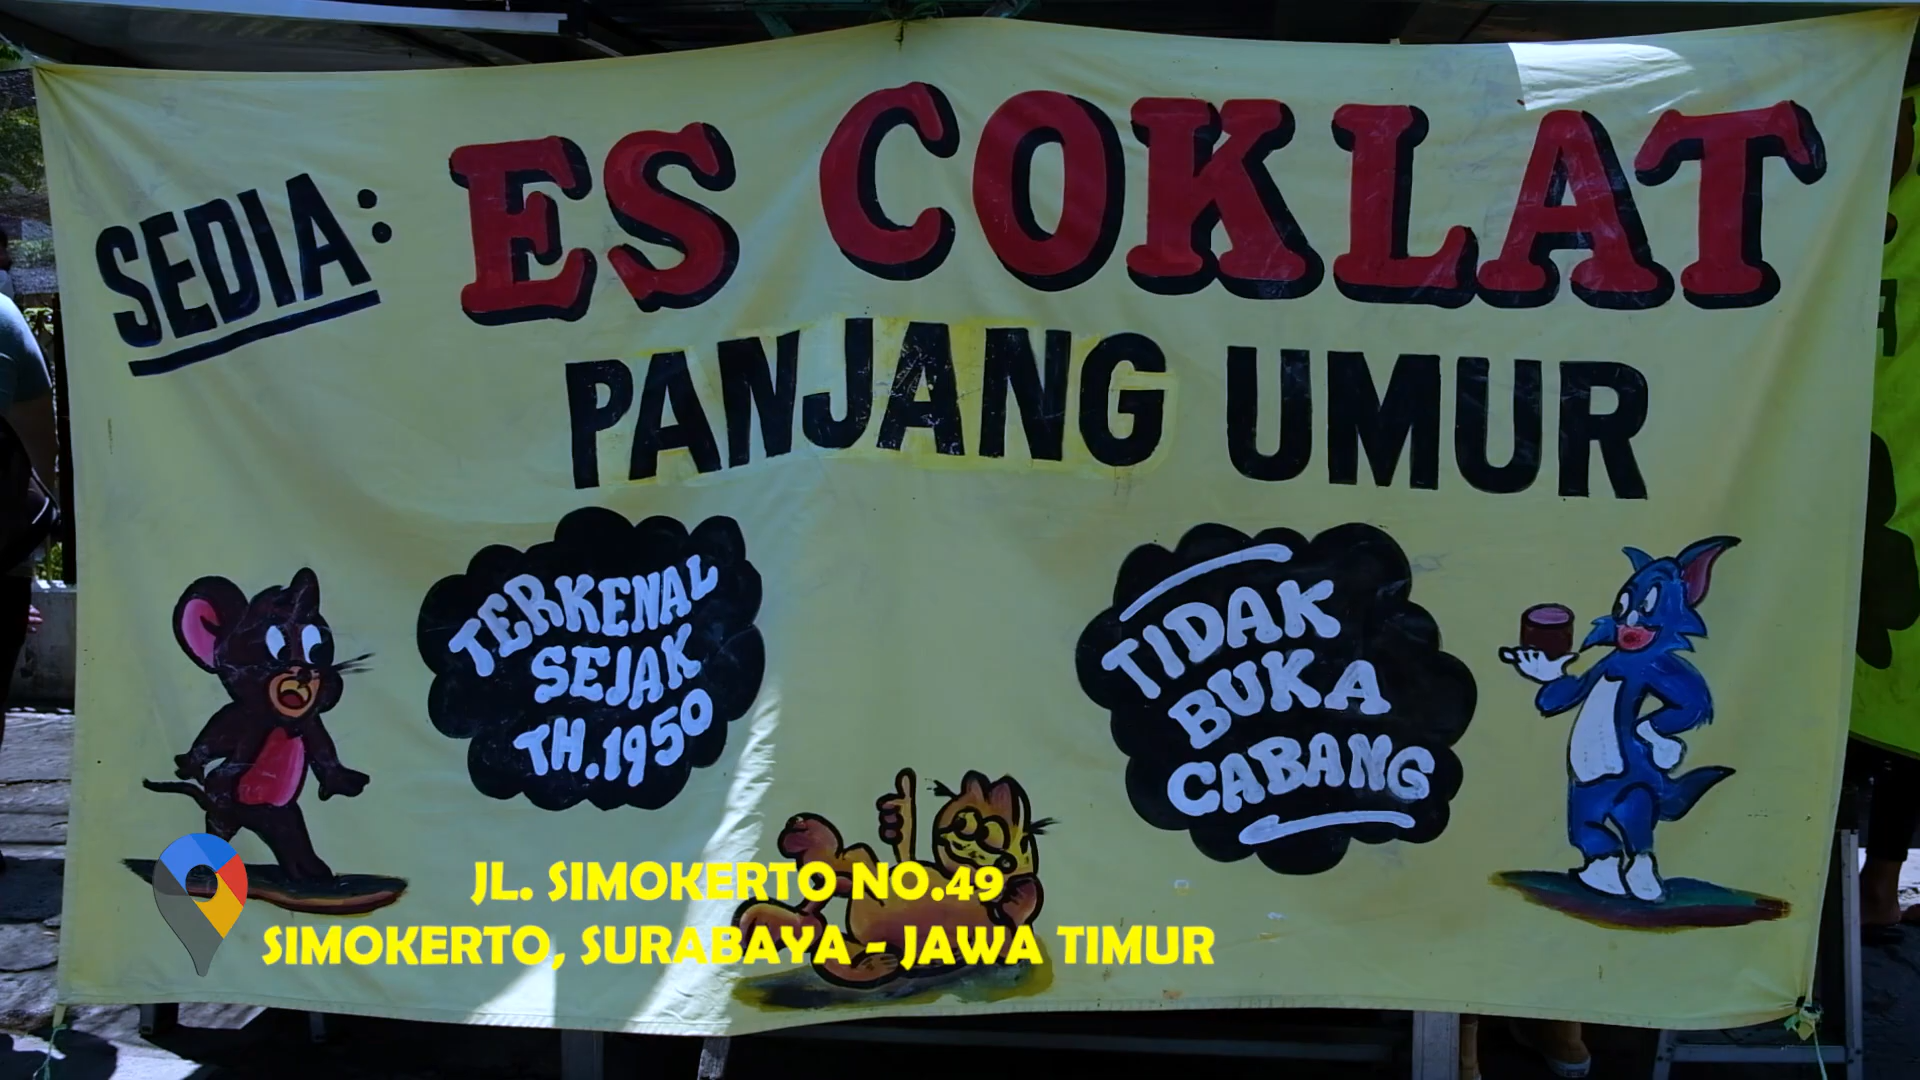 SEDIA:
ES COKLAT
PANJANG UMUR
TERKENAL
SEJAK
TH.1950
TIDAK
BUKA
CABANG
JL. SIMOKERTO NO.49
SIMOKERTO, SURABAYA - JAWA TIMUR